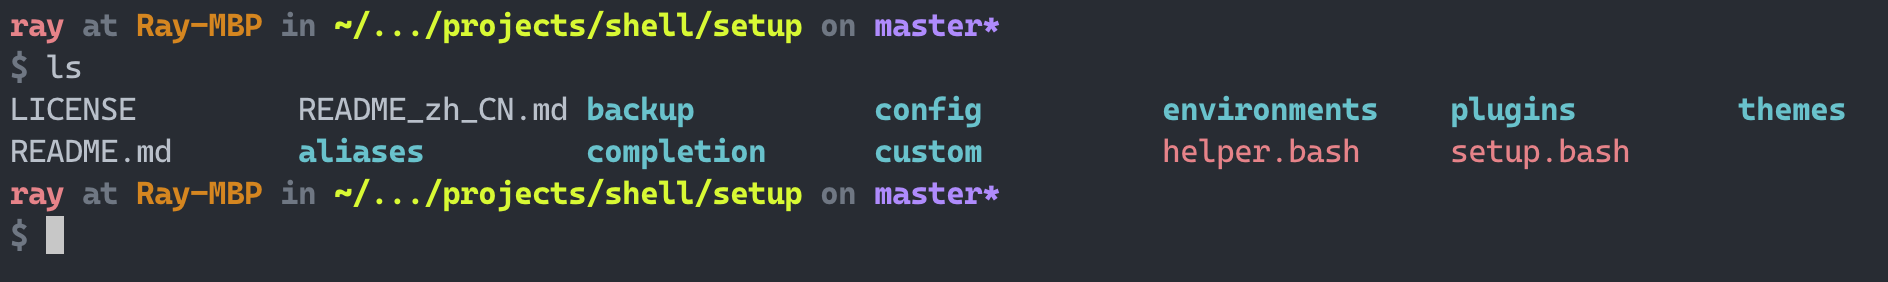 ray at Ray-MBP in ~/.../projects/shell/setup on master*
$ ls
LICENSE README_zh_CN.md backup config environments plugins themes
README.md aliases completion custom helper.bash setup.bash
ray at Ray-MBP in ~/.../projects/shell/setup on master*
$